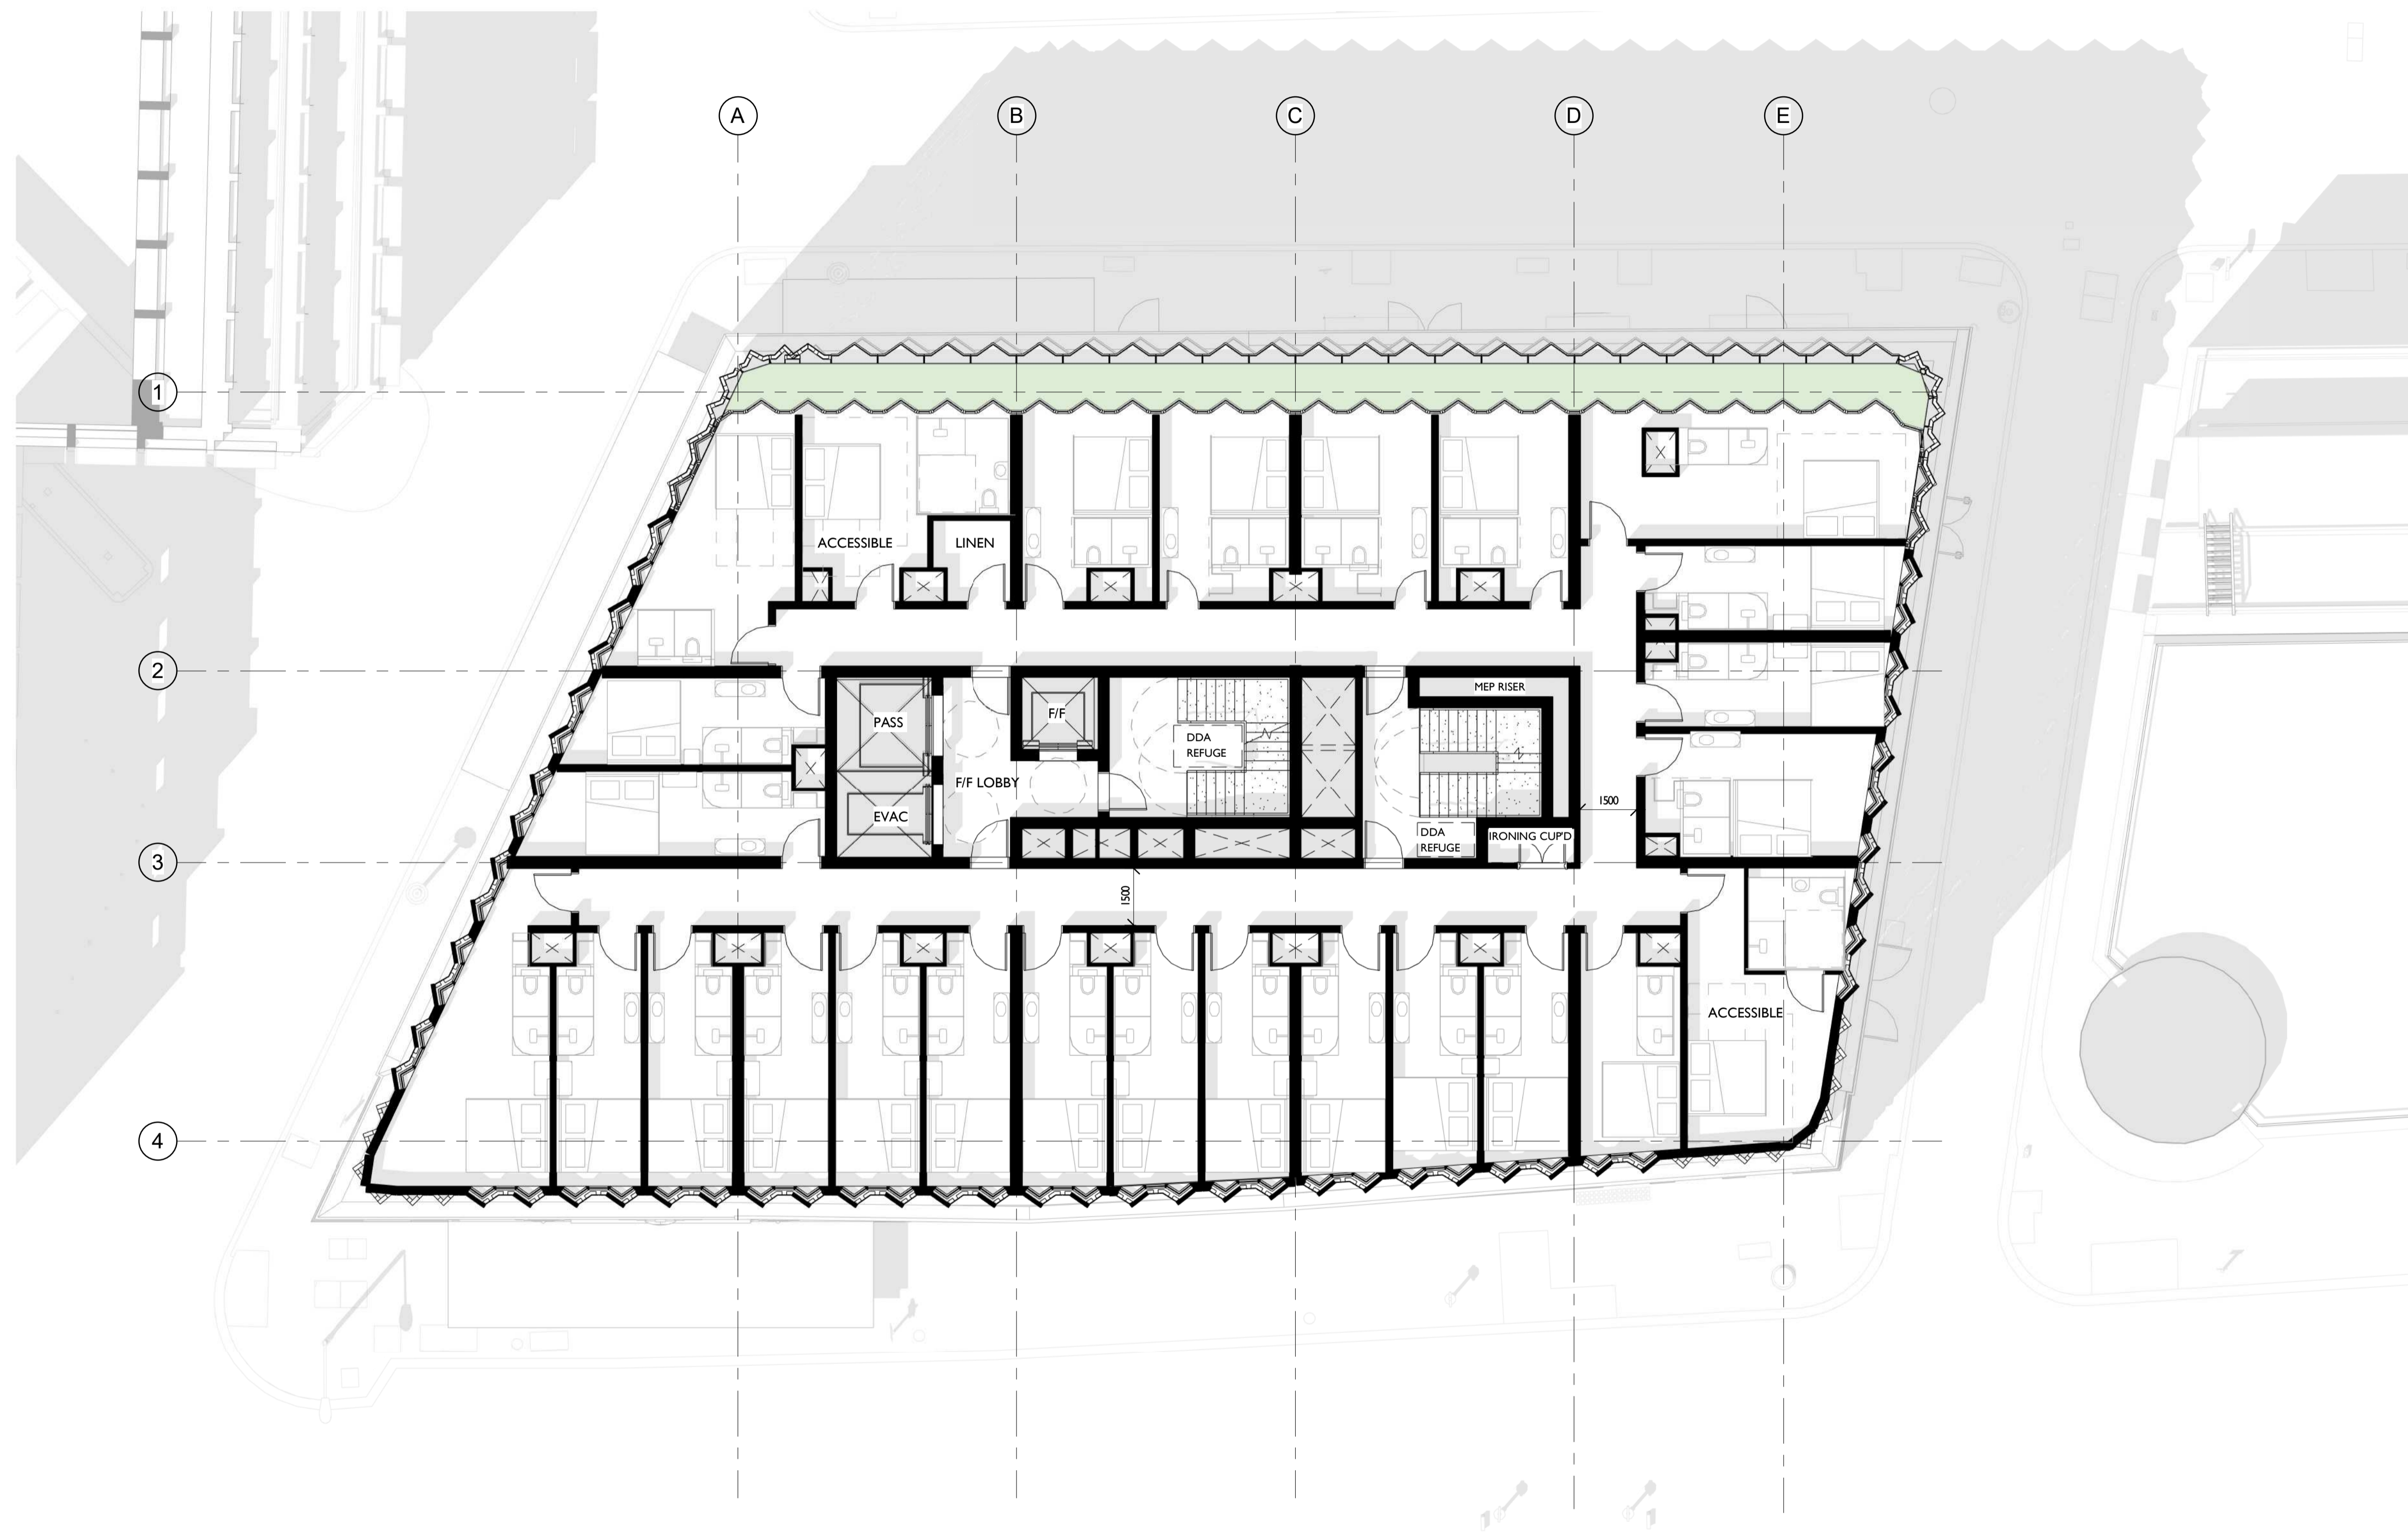 A
B
C
D
E
1
ACCESSIBLE
LINEN
2
MEP RISER
PASS
F/F
DDA
REFUGE
F/F LOBBY
EVAC
1500
DDA
REFUGE
IRONING CUP'D
3
1500
ACCESSIBLE
4